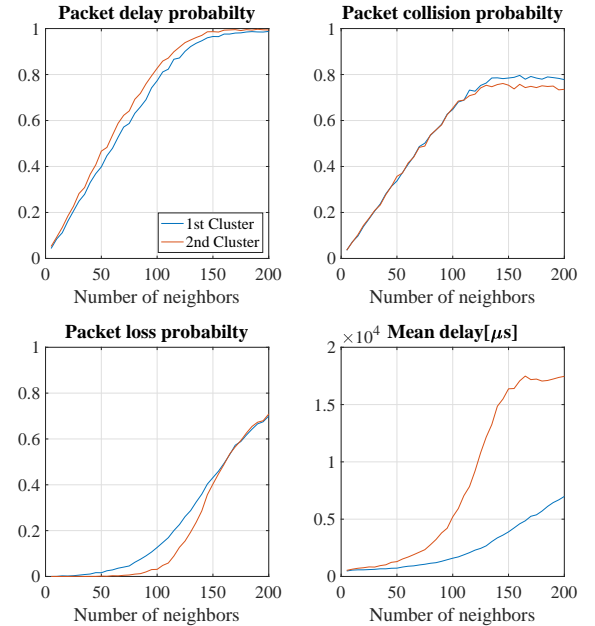 Packet delay probabilty
1
0.8
0.6
0.4
0.2
0
0 50 100 150 200
Number of neighbors
1st Cluster
2nd Cluster
Packet collision probabilty
1
0.8
0.6
0.4
0.2
0
0 50 100 150 200
Number of neighbors
Packet loss probabilty
1
0.8
0.6
0.4
0.2
0
0 50 100 150 200
Number of neighbors
×10⁴ Mean delay[μs]
2
1.5
1
0.5
0
0 50 100 150 200
Number of neighbors